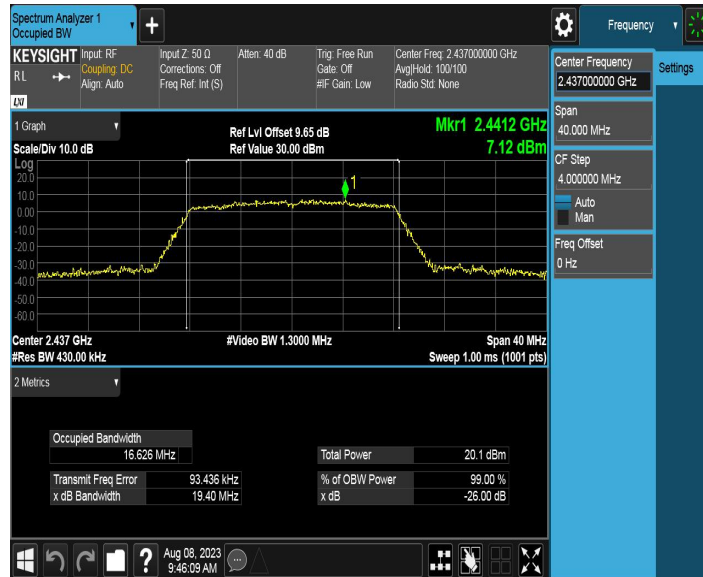 Spectrum Analyzer 1
Occupied BW
+
Frequency
KEYSIGHT
RL
LXI
Input: RF
Coupling: DC
Align: Auto
Input Z: 50 Ω
Corrections: Off
Freq Ref: Int (S)
Atten: 40 dB
Trig: Free Run
Gate: Off
#IF Gain: Low
Center Freq: 2.437000000 GHz
Avg|Hold: 100/100
Radio Std: None
Center Frequency
2.437000000 GHz
Settings
Span
40.000 MHz
CF Step
4.000000 MHz
Auto
Man
Freq Offset
0 Hz
1 Graph
Scale/Div 10.0 dB
Ref Lvl Offset 9.65 dB
Ref Value 30.00 dBm
Mkr1 2.4412 GHz
7.12 dBm
Log
20.0
10.0
0.00
-10.0
-20.0
-30.0
-40.0
-50.0
-60.0
1
Center 2.437 GHz
#Res BW 430.00 kHz
#Video BW 1.3000 MHz
Span 40 MHz
Sweep 1.00 ms (1001 pts)
2 Metrics
Occupied Bandwidth
16.626 MHz
Transmit Freq Error 93.436 kHz
x dB Bandwidth 19.40 MHz
Total Power 20.1 dBm
% of OBW Power 99.00 %
x dB -26.00 dB
?
Aug 08, 2023
9:46:09 AM